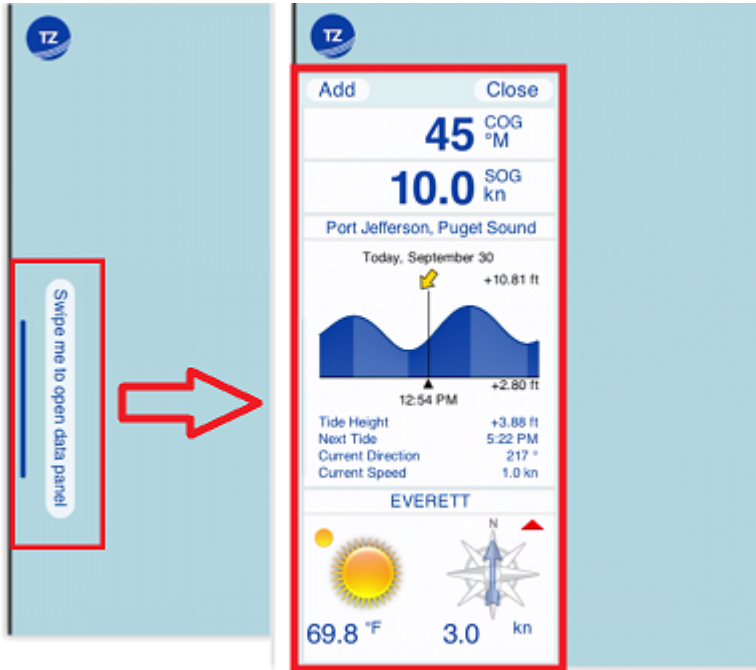 TZ
Swipe me to open data panel
TZ
Add Close
45 COG °M
10.0 SOG kn
Port Jefferson, Puget Sound
Today, September 30
+10.81 ft
+2.80 ft
12:54 PM
Tide Height +3.88 ft
Next Tide 5:22 PM
Current Direction 217 °
Current Speed 1.0 kn
EVERETT
N
69.8 °F 3.0 kn